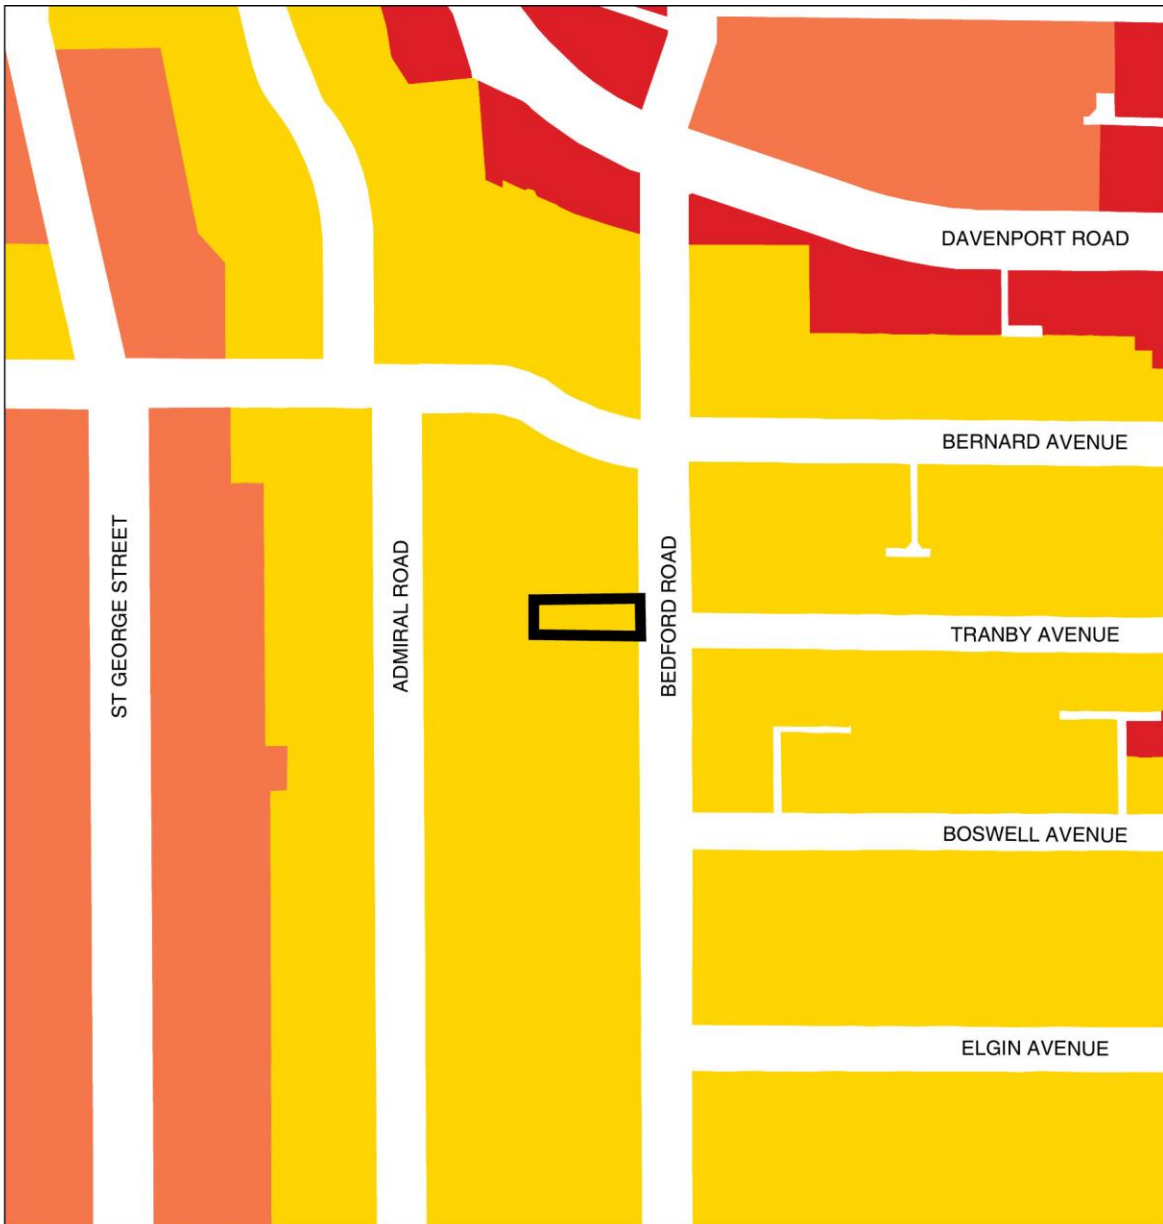 DAVENPORT ROAD
BERNARD AVENUE
ST GEORGE STREET
ADMIRAL ROAD
BEDFORD ROAD
TRANBY AVENUE
BOSWELL AVENUE
ELGIN AVENUE